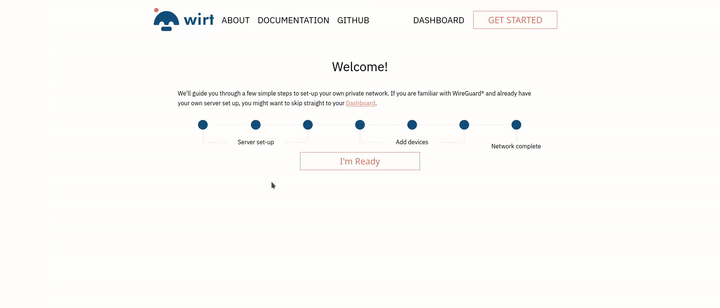 wirt ABOUT DOCUMENTATION GITHUB DASHBOARD GET STARTED
Welcome!
We'll guide you through a few simple steps to set-up your own private network. If you are familiar with WireGuard® and already have
your own server set up, you might want to skip straight to your Dashboard.
Server set-up Add devices Network complete
I'm Ready